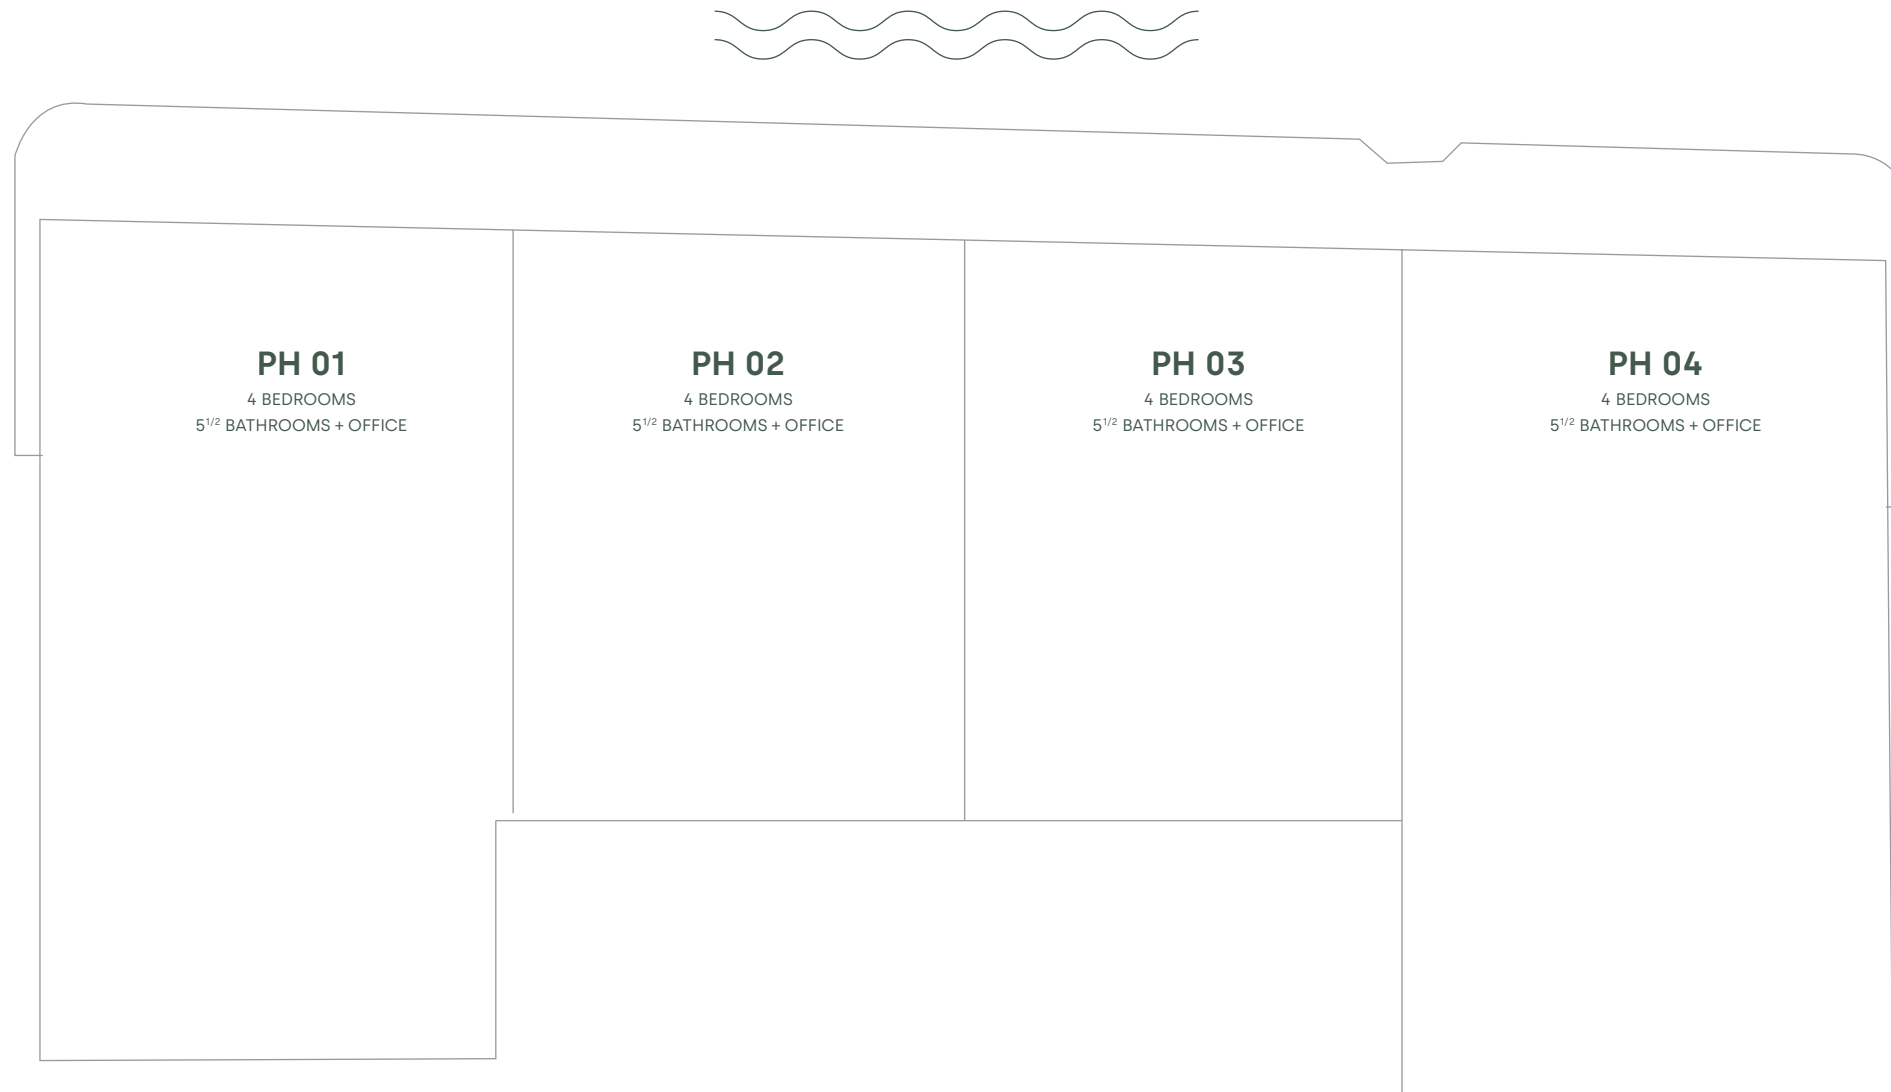 PH 01
4 BEDROOMS
5 1/2 BATHROOMS + OFFICE
PH 02
4 BEDROOMS
5 1/2 BATHROOMS + OFFICE
PH 03
4 BEDROOMS
5 1/2 BATHROOMS + OFFICE
PH 04
4 BEDROOMS
5 1/2 BATHROOMS + OFFICE